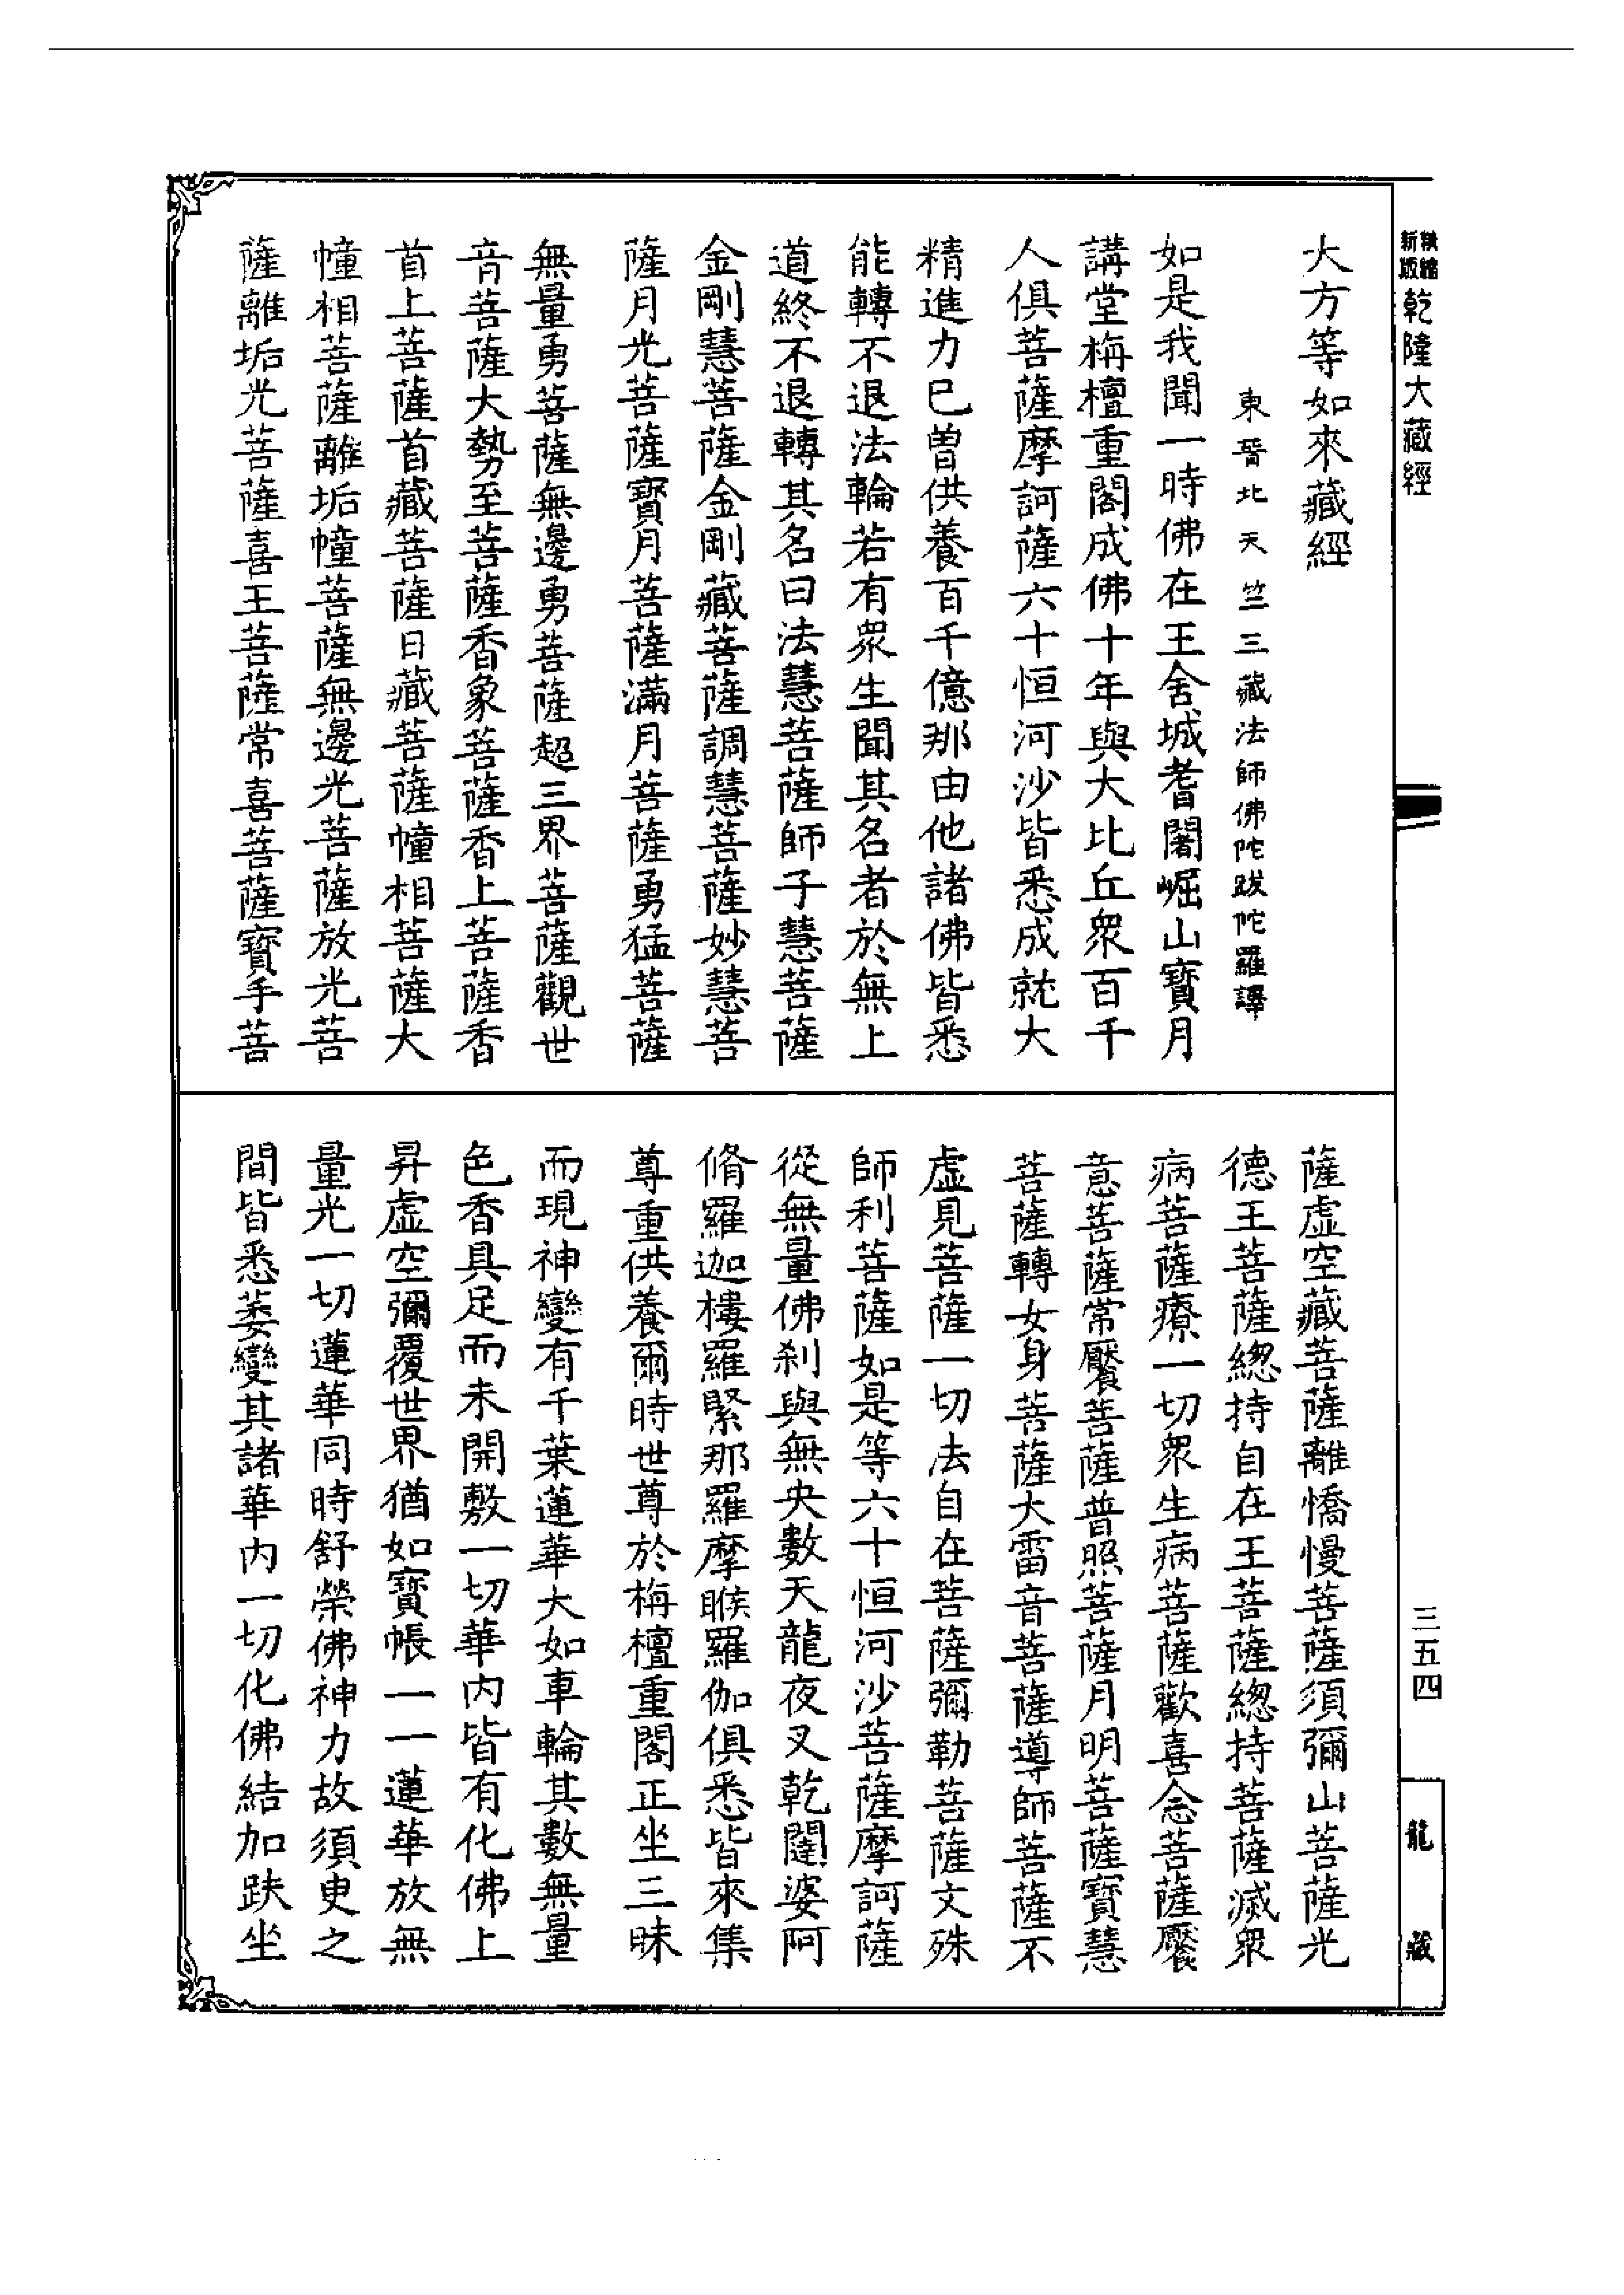 新版精縮乾隆大藏經
三五四
龍藏
大方等如來藏經
東晉北天竺三藏法師佛陀跋陀羅譯
如是我聞一時佛在王舍城耆闍崛山寶月
講堂栴檀重閣成佛十年與大比丘衆百千
人俱菩薩摩訶薩六十恒河沙皆悉成就大
精進力已曾供養百千億那由他諸佛皆悉
能轉不退法輪若有衆生聞其名者於無上
道終不退轉其名曰法慧菩薩師子慧菩薩
金剛慧菩薩金剛藏菩薩調慧菩薩妙慧菩
薩月光菩薩寶月菩薩滿月菩薩勇猛菩薩
無量勇菩薩無邊勇菩薩超三界菩薩觀世
音菩薩大勢至菩薩香象菩薩香上菩薩香
首上菩薩首藏菩薩日藏菩薩幢相菩薩大
幢相菩薩離垢幢菩薩無邊光菩薩放光菩
薩離垢光菩薩喜王菩薩常喜菩薩寶手菩
薩虛空藏菩薩離憍慢菩薩須彌山菩薩光
德王菩薩總持自在王菩薩總持菩薩滅衆
病菩薩療一切衆生病菩薩歡喜念菩薩饜
意菩薩常饜菩薩普照菩薩月明菩薩寶慧
菩薩轉女身菩薩大雷音菩薩導師菩薩不
虛見菩薩一切法自在菩薩彌勒菩薩文殊
師利菩薩如是等六十恒河沙菩薩摩訶薩
從無量佛刹與無央數天龍夜叉乾闥婆阿
脩羅迦樓羅緊那羅摩睺羅伽俱悉皆來集
尊重供養爾時世尊於栴檀重閣正坐三昧
而現神變有千葉蓮華大如車輪其數無量
色香具足而未開敷一切華内皆有化佛上
昇虛空彌覆世界猶如寶帳一一蓮華放無
量光一切蓮華同時舒榮佛神力故須臾之
間皆悉萎變其諸華内一切化佛結加趺坐